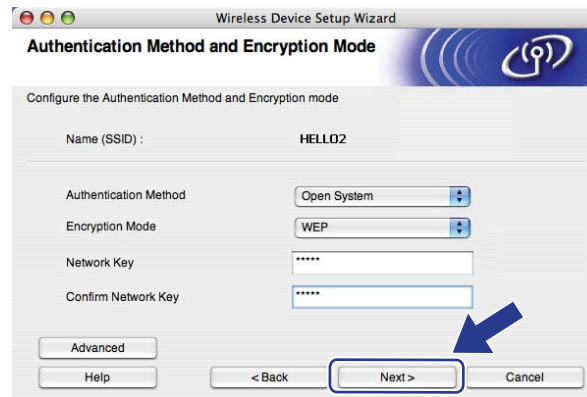 Wireless Device Setup Wizard
Authentication Method and Encryption Mode
Configure the Authentication Method and Encryption mode
Name (SSID) : HELLO2
Authentication Method Open System
Encryption Mode WEP
Network Key *****
Confirm Network Key *****
Advanced
Help < Back Next > Cancel